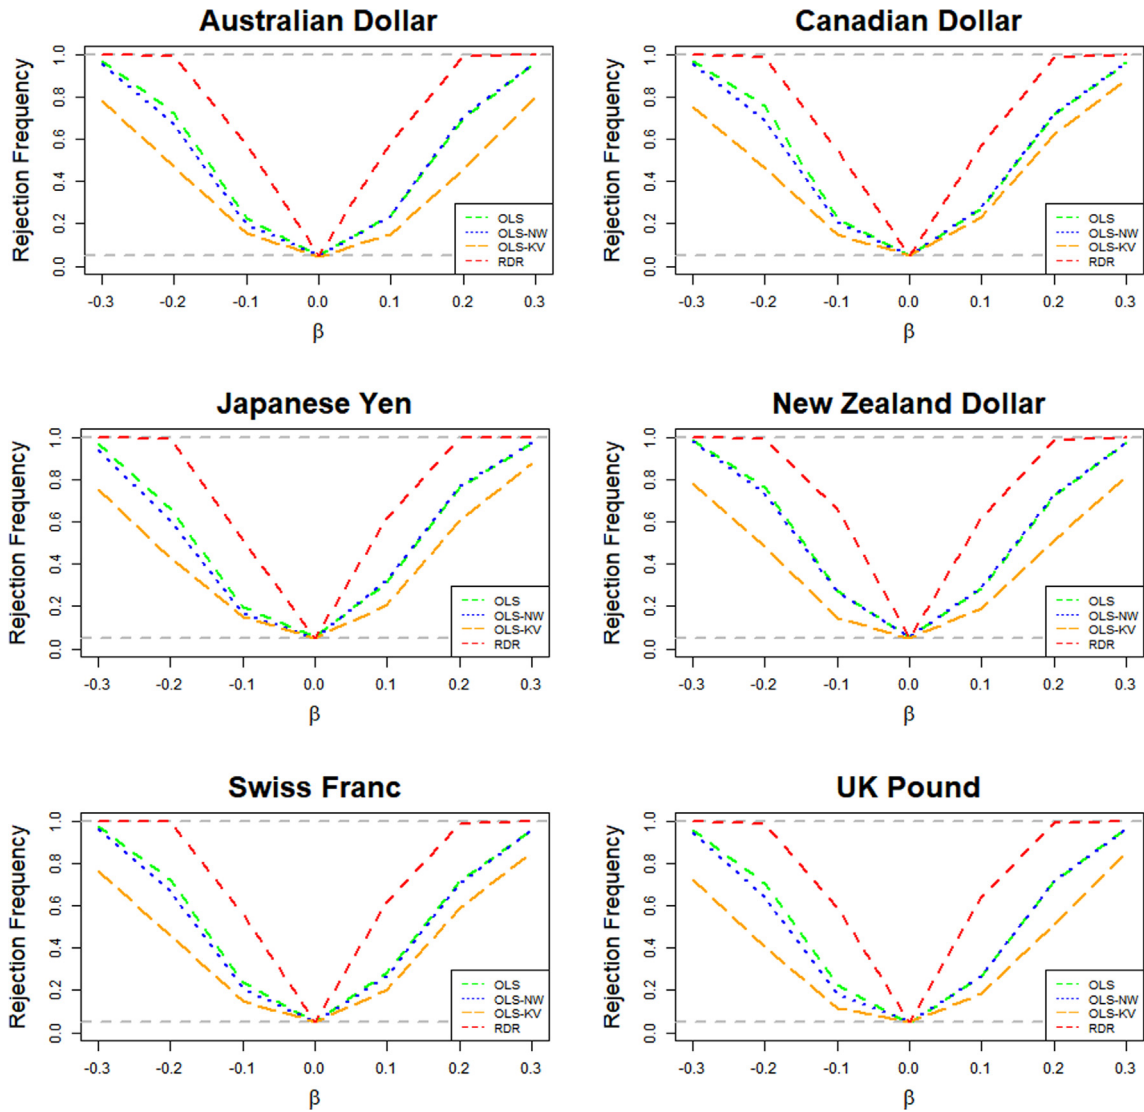 Australian Dollar
Rejection Frequency
1.0
0.8
0.6
0.4
0.2
0.0
OLS
OLS-NW
OLS-KV
RDR
-0.3 -0.2 -0.1 0.0 0.1 0.2 0.3
β
Canadian Dollar
Rejection Frequency
1.0
0.8
0.6
0.4
0.2
0.0
OLS
OLS-NW
OLS-KV
RDR
-0.3 -0.2 -0.1 0.0 0.1 0.2 0.3
β
Japanese Yen
Rejection Frequency
1.0
0.8
0.6
0.4
0.2
0.0
OLS
OLS-NW
OLS-KV
RDR
-0.3 -0.2 -0.1 0.0 0.1 0.2 0.3
β
New Zealand Dollar
Rejection Frequency
1.0
0.8
0.6
0.4
0.2
0.0
OLS
OLS-NW
OLS-KV
RDR
-0.3 -0.2 -0.1 0.0 0.1 0.2 0.3
β
Swiss Franc
Rejection Frequency
1.0
0.8
0.6
0.4
0.2
0.0
OLS
OLS-NW
OLS-KV
RDR
-0.3 -0.2 -0.1 0.0 0.1 0.2 0.3
β
UK Pound
Rejection Frequency
1.0
0.8
0.6
0.4
0.2
0.0
OLS
OLS-NW
OLS-KV
RDR
-0.3 -0.2 -0.1 0.0 0.1 0.2 0.3
β